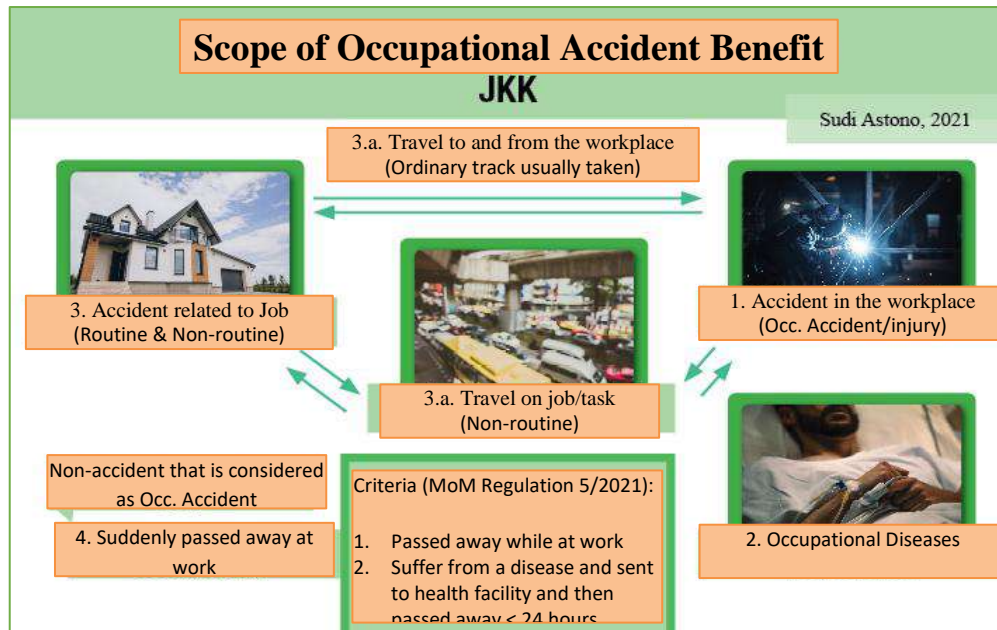 Scope of Occupational Accident Benefit
JKK
Sudi Astono, 2021
3.a. Travel to and from the workplace
(Ordinary track usually taken)
3. Accident related to Job
(Routine & Non-routine)
1. Accident in the workplace
(Occ. Accident/injury)
3.a. Travel on job/task
(Non-routine)
Non-accident that is considered
as Occ. Accident
4. Suddenly passed away at
work
Criteria (MoM Regulation 5/2021):
1. Passed away while at work
2. Suffer from a disease and sent
to health facility and then
passed away < 24 hours
2. Occupational Diseases